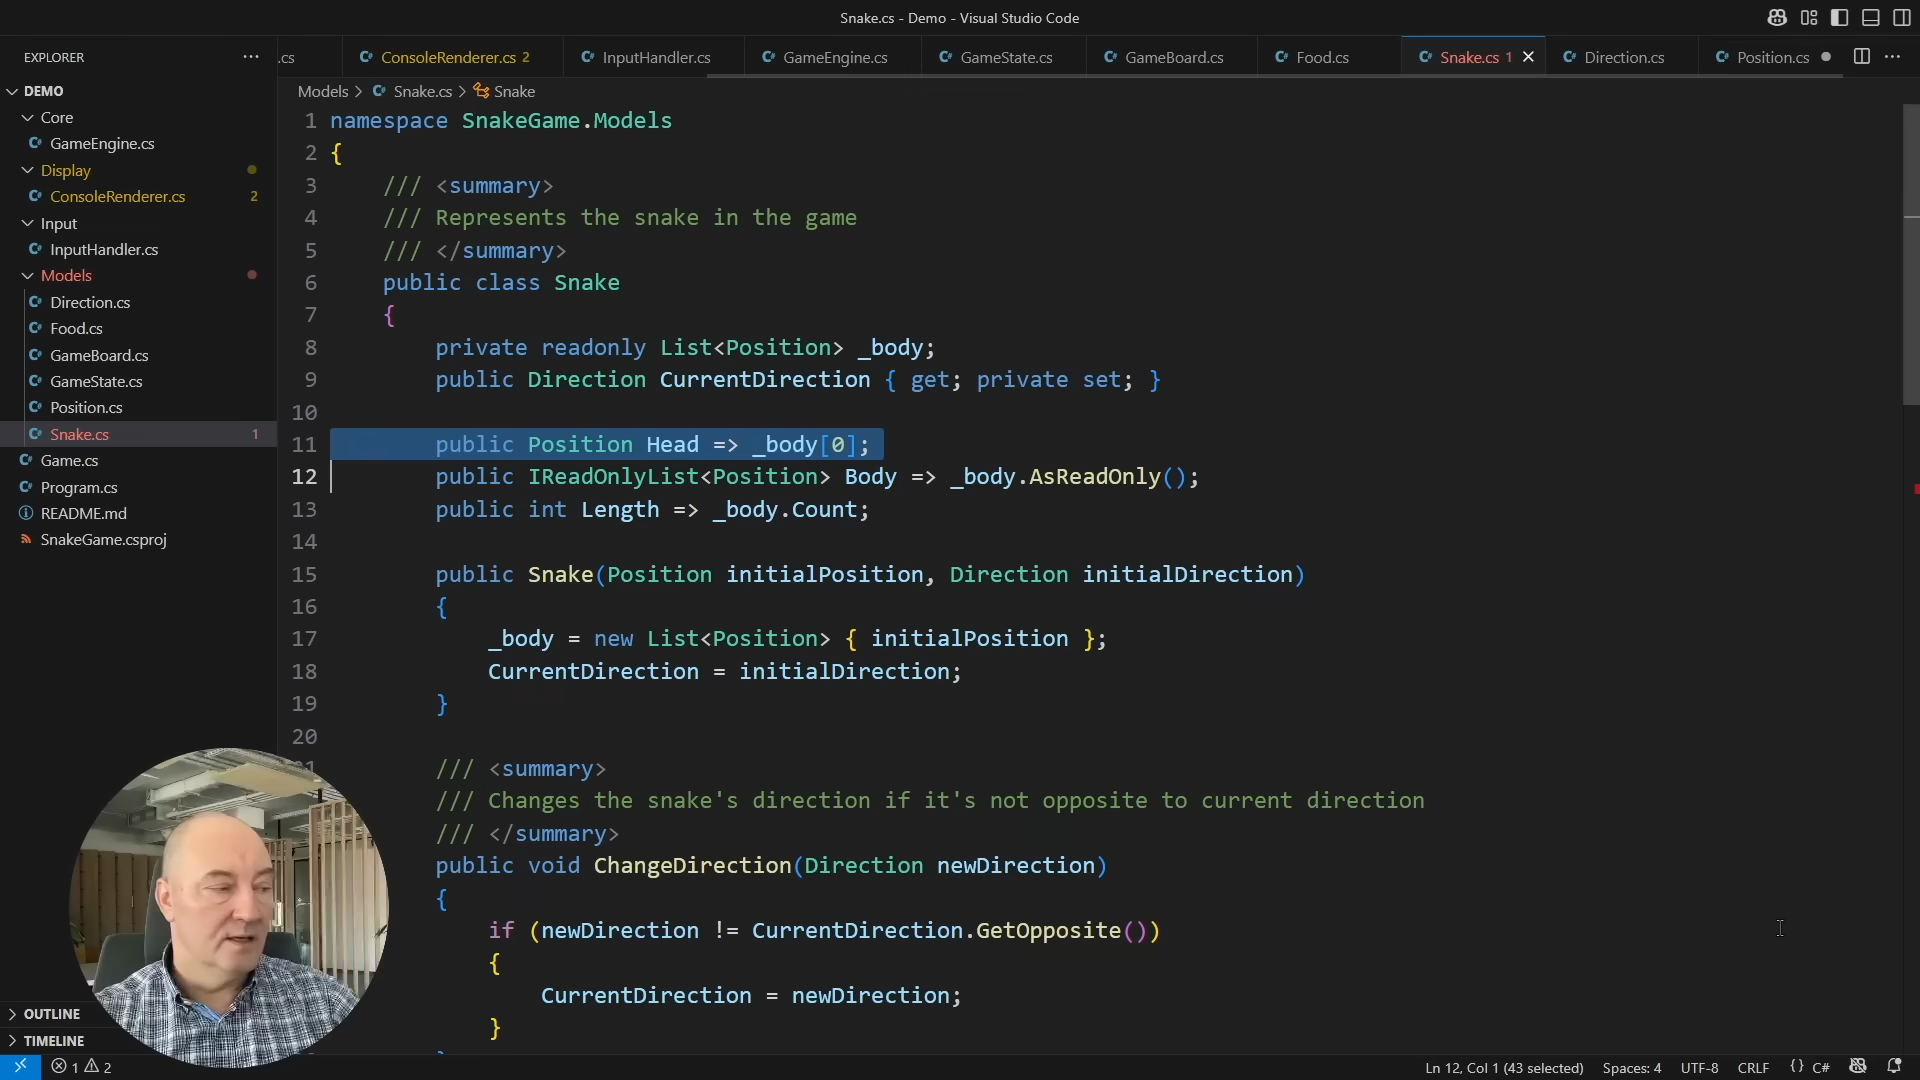 Snake.cs - Demo - Visual Studio Code
EXPLORER
.cs
ConsoleRenderer.cs 2
InputHandler.cs
GameEngine.cs
GameState.cs
GameBoard.cs
Food.cs
Snake.cs 1
Direction.cs
Position.cs
DEMO
Core
GameEngine.cs
Display
ConsoleRenderer.cs 2
Input
InputHandler.cs
Models
Direction.cs
Food.cs
GameBoard.cs
GameState.cs
Position.cs
Snake.cs 1
Game.cs
Program.cs
README.md
SnakeGame.csproj
OUTLINE
TIMELINE
Models > Snake.cs > Snake
1 namespace SnakeGame.Models
2 {
3 /// <summary>
4 /// Represents the snake in the game
5 /// </summary>
6 public class Snake
7 {
8 private readonly List<Position> _body;
9 public Direction CurrentDirection { get; private set; }
10
11 public Position Head => _body[0];
12 public IReadOnlyList<Position> Body => _body.AsReadOnly();
13 public int Length => _body.Count;
14
15 public Snake(Position initialPosition, Direction initialDirection)
16 {
17 _body = new List<Position> { initialPosition };
18 CurrentDirection = initialDirection;
19 }
20
/// <summary>
/// Changes the snake's direction if it's not opposite to current direction
/// </summary>
public void ChangeDirection(Direction newDirection)
{
if (newDirection != CurrentDirection.GetOpposite())
{
CurrentDirection = newDirection;
}
1 2
Ln 12, Col 1 (43 selected)
Spaces: 4
UTF-8
CRLF
{ } C#